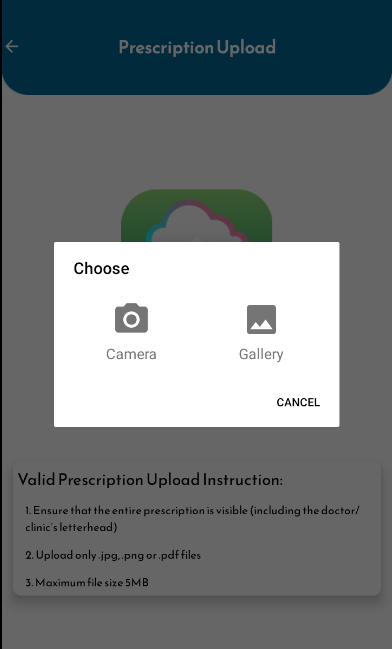 Prescription Upload
Choose
Camera
Gallery
CANCEL
Valid Prescription Upload Instruction:
1. Ensure that the entire prescription is visible (including the doctor/
clinic's letterhead)
2. Upload only .jpg,.png or .pdf files
3. Maximum file size 5MB